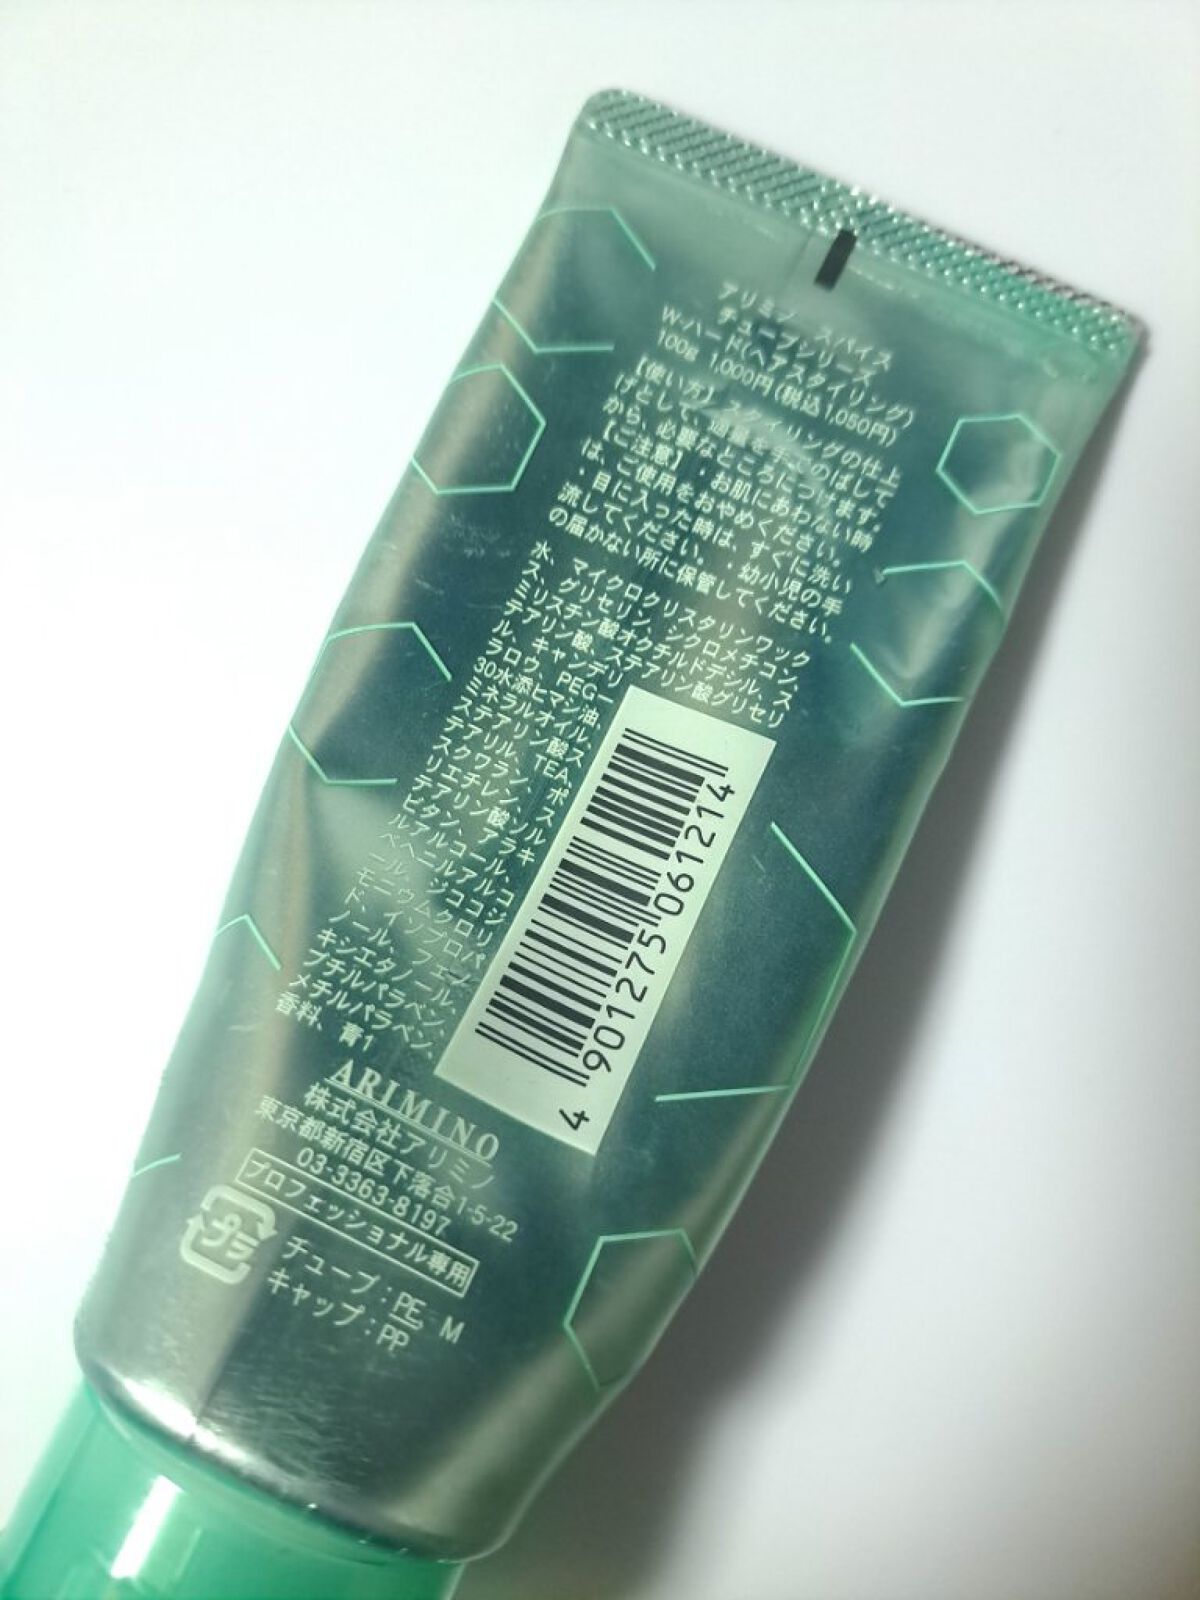 アリミノ スパイス
チューブシリーズ
W-ハード(ヘアスタイリング)
100g 1,000円(税込1,050円)
【使い方】スタイリングの仕上
げとして、適量を手でのばして
から、必要なところにつけます。
【ご注意】・お肌にあわない時
は、ご使用をおやめください。
・目に入った時は、すぐに洗い
流してください。・幼小児の手
の届かない所に保管してください。
水、マイクロクリスタリンワック
ス、グリセリン、シクロメチコン、
ミリスチン酸オクチルドデシル、ス
テアリン酸、ステアリン酸グリセリ
ル、キャンデリ
ラロウ、PEG-
30水添ヒマシ油、
ミネラルオイル、
ステアリン酸ス
テアリル、TEA、
スクワラン、ポ
リエチレン、ス
テアリン酸ソル
ビタン、アラキ
ルアルコール、
ベヘニルアルコ
ール、ジココジ
モニウムクロリ
ド、イソプロパ
ノール、フェノ
キシエタノール、
ブチルパラベン、
メチルパラベン、
香料、青1
4 901275 061214
ARIMINO
株式会社アリミノ
東京都新宿区下落合1-5-22
03-3363-8197
プロフェッショナル専用
プラ
チューブ:PE, M
キャップ:PP